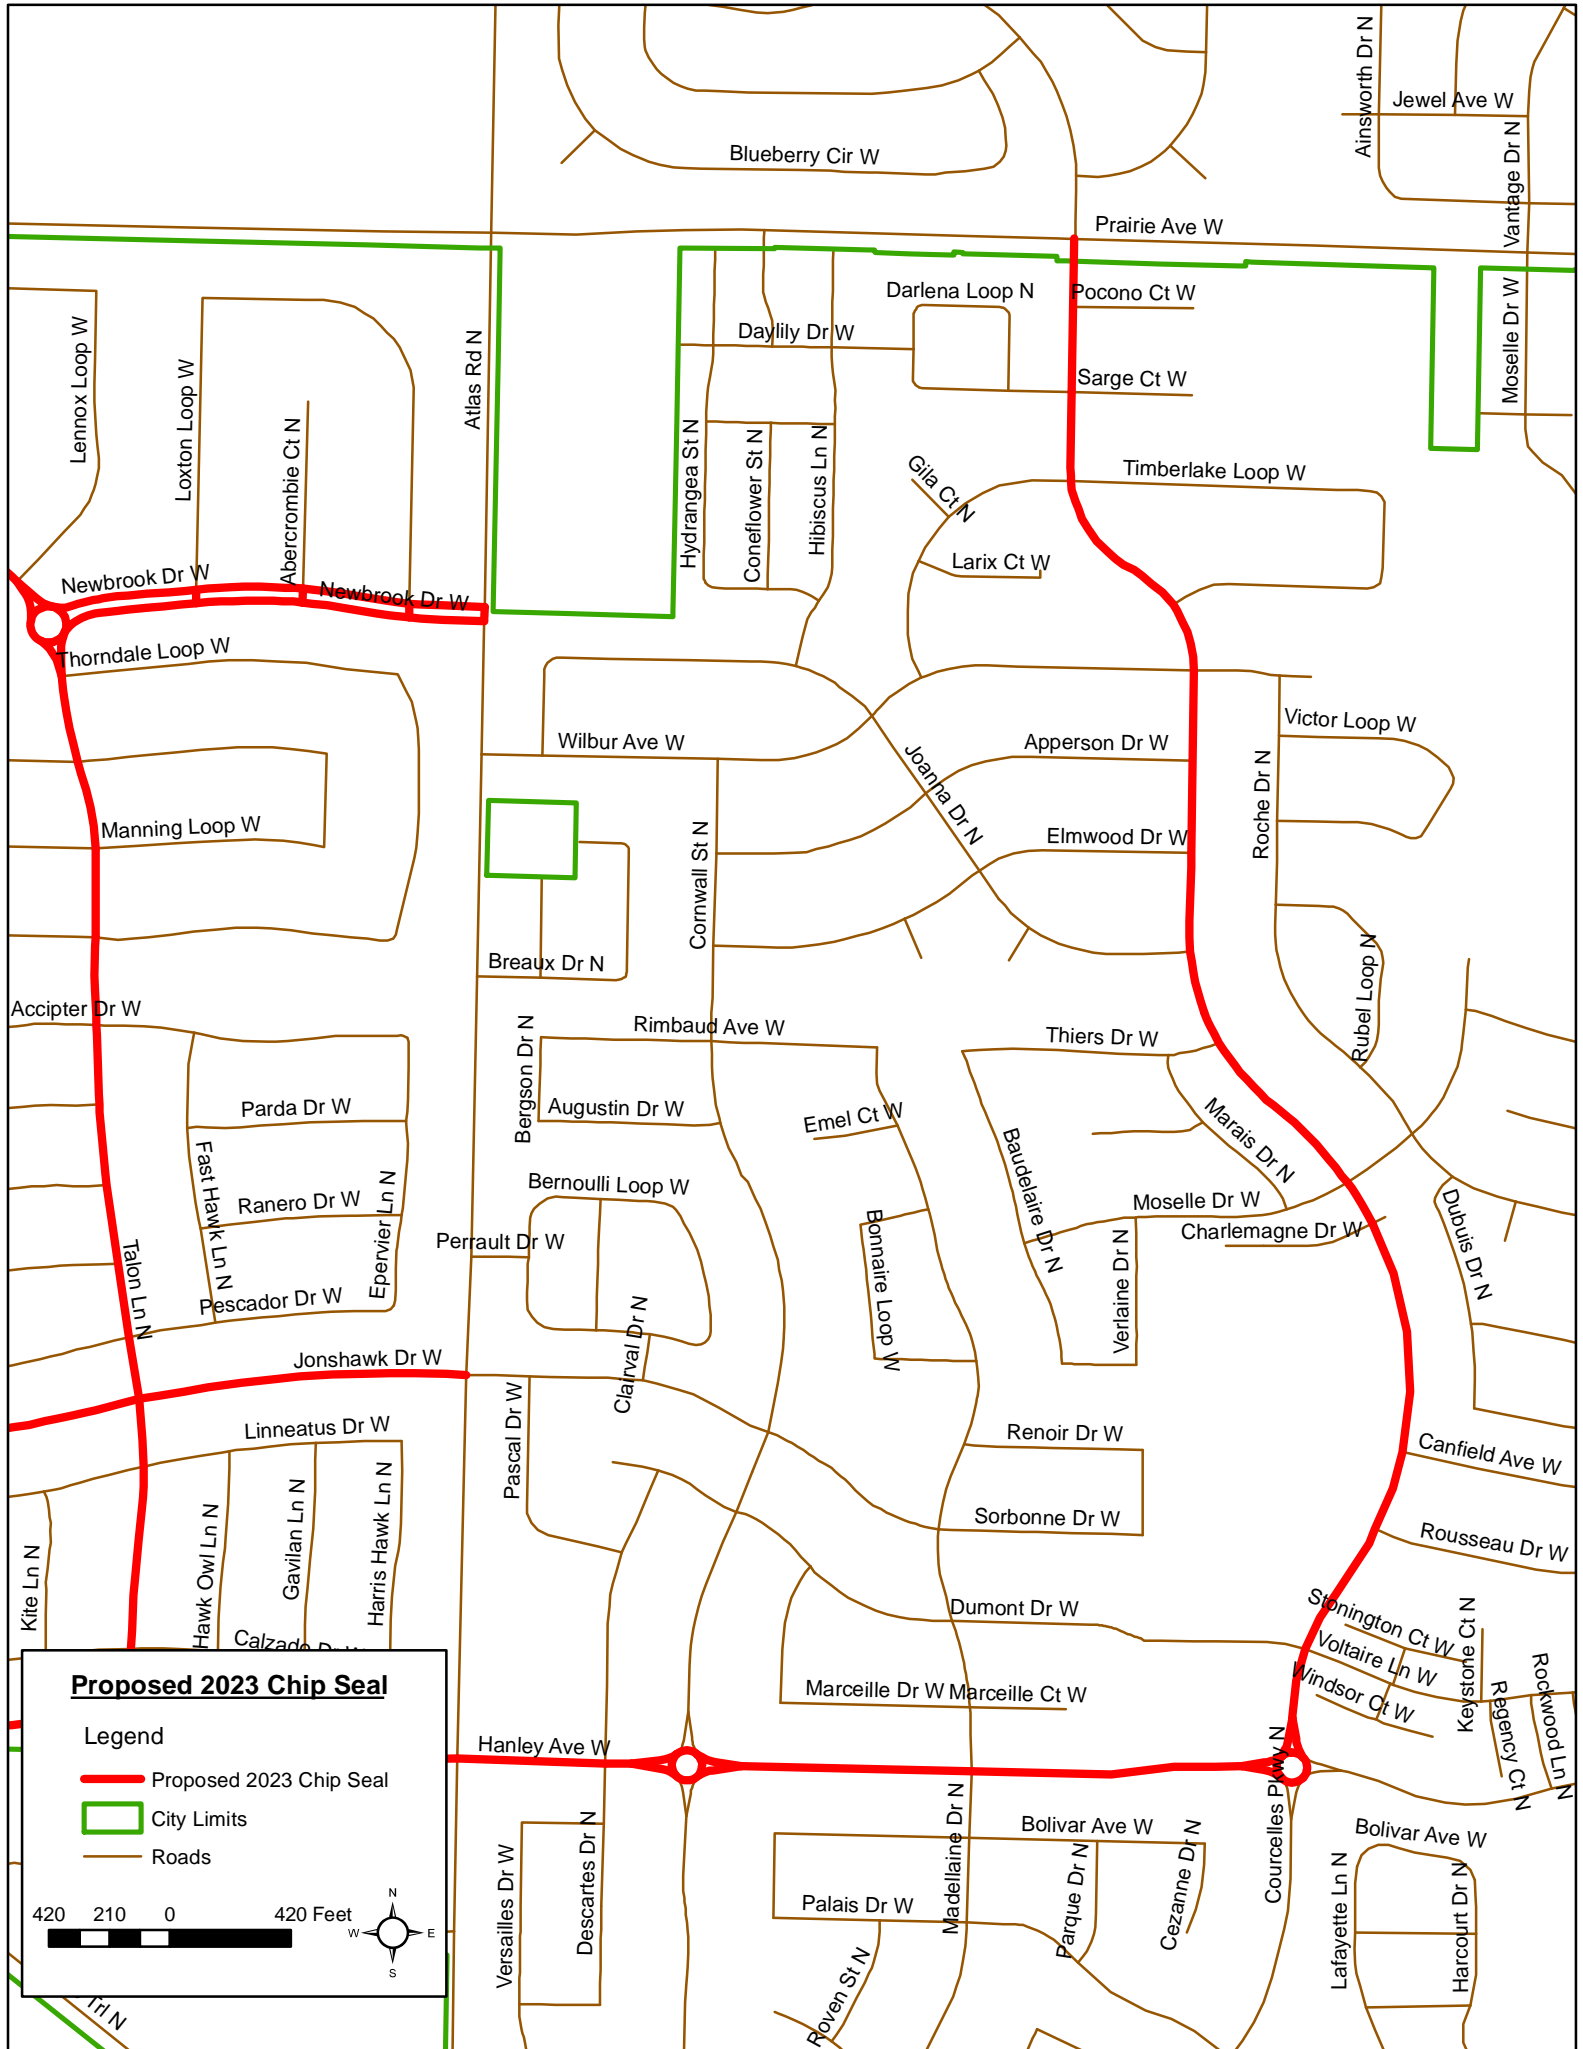 Ainsworth Dr N
Jewel Ave W
Vantage Dr N
Blueberry Cir W
Prairie Ave W
Lennox Loop W
Loxton Loop W
Abercrombie Ct N
Atlas Rd N
Darlena Loop N
Pocono Ct W
Daylily Dr W
Sarge Ct W
Moselle Dr W
Hydrangea St N
Coneflower St N
Hibiscus Ln N
Gila Ct N
Timberlake Loop W
Larix Ct W
Newbrook Dr W
Newbrook Dr W
Thorndale Loop W
Wilbur Ave W
Joanna Dr N
Apperson Dr W
Victor Loop W
Roche Dr N
Manning Loop W
Cornwall St N
Elmwood Dr W
Breaux Dr N
Rubel Loop N
Accipter Dr W
Bergson Dr N
Rimbaud Ave W
Thiers Dr W
Parda Dr W
Augustin Dr W
Emel Ct W
Marais Dr N
Fast Hawk Ln N
Ranero Dr W
Epervier Ln N
Bernoulli Loop W
Baudelaire Dr N
Moselle Dr W
Charlemagne Dr W
Dubuis Dr N
Perrault Dr W
Bonnaire Loop W
Verlaine Dr N
Talon Ln N
Pescador Dr W
Clairval Dr N
Jonshawk Dr W
Pascal Dr W
Linneatus Dr W
Renoir Dr W
Canfield Ave W
Kite Ln N
Hawk Owl Ln N
Gavilan Ln N
Harris Hawk Ln N
Sorbonne Dr W
Rousseau Dr W
Dumont Dr W
Stonington Ct W
Voltaire Ln W
Windsor Ct W
Keystone Ct N
Regency Ct N
Rockwood Ln N
Calzado Dr W
Marceille Dr W
Marceille Ct W
Hanley Ave W
Courcelles Pkwy N
Proposed 2023 Chip Seal
Legend
Proposed 2023 Chip Seal
City Limits
Roads
420 210 0 420 Feet
N
W E
S
Versailles Dr W
Descartes Dr N
Madellaine Dr N
Bolivar Ave W
Parque Dr N
Cezanne Dr N
Bolivar Ave W
Lafayette Ln N
Harcourt Dr N
Palais Dr W
Roven St N
Trl N